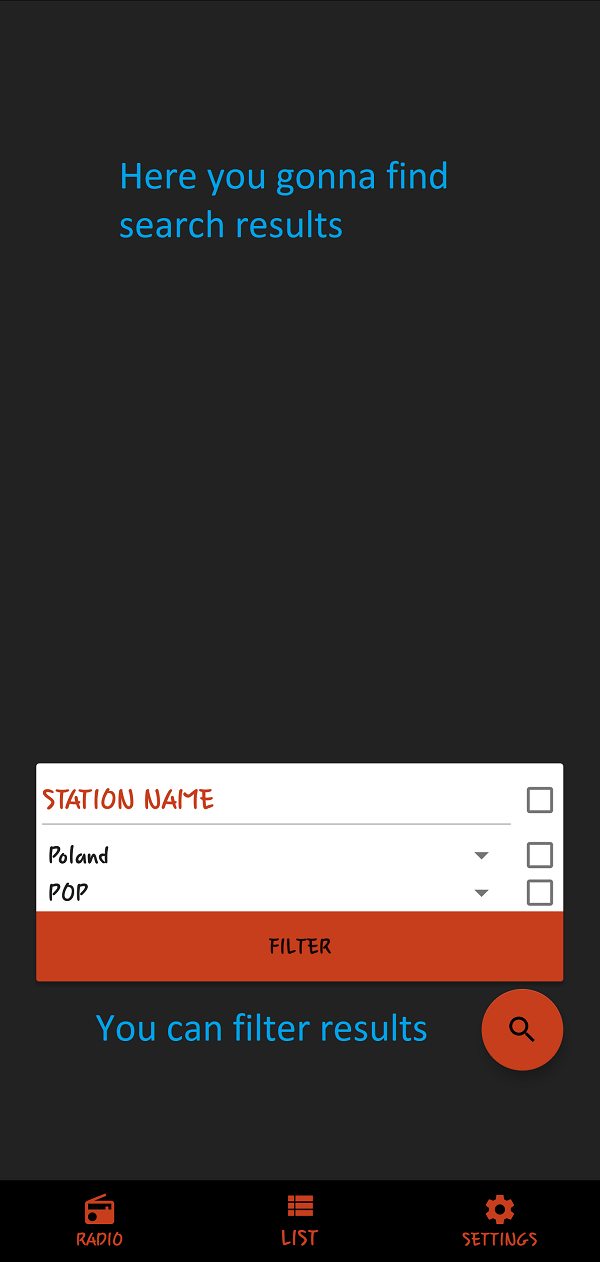 Here you gonna find
search results
STATION NAME
Poland
POP
FILTER
You can filter results
RADIO
LIST
SETTINGS